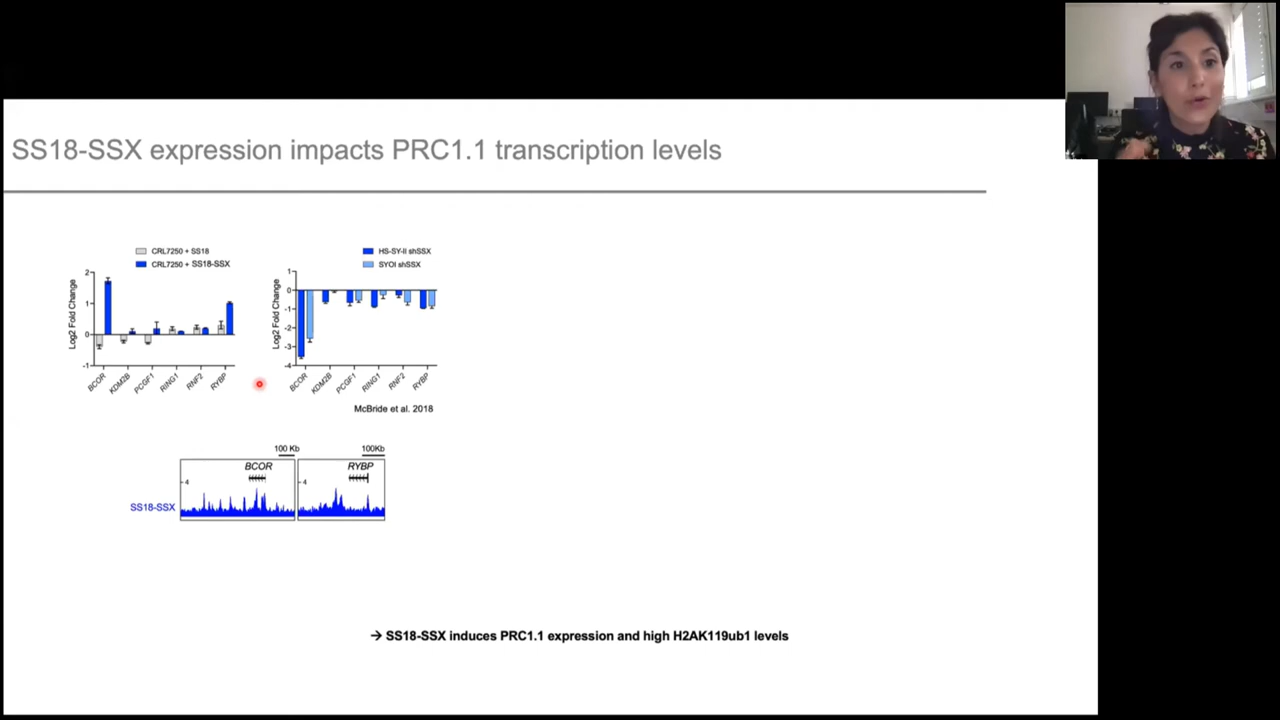 SS18-SSX expression impacts PRC1.1 transcription levels
CRL7250 + SS18
CRL7250 + SS18-SSX
Log2 Fold Change
2
1
0
-1
BCOR
KDM2B
PCGF1
RING1
RNF2
RYBP
HS-SY-II shSSX
SYOI shSSX
Log2 Fold Change
1
0
-1
-2
-3
-4
BCOR
KDM2B
PCGF1
RING1
RNF2
RYBP
McBride et al. 2018
100 Kb
100Kb
BCOR
RYBP
4
4
SS18-SSX
→ SS18-SSX induces PRC1.1 expression and high H2AK119ub1 levels